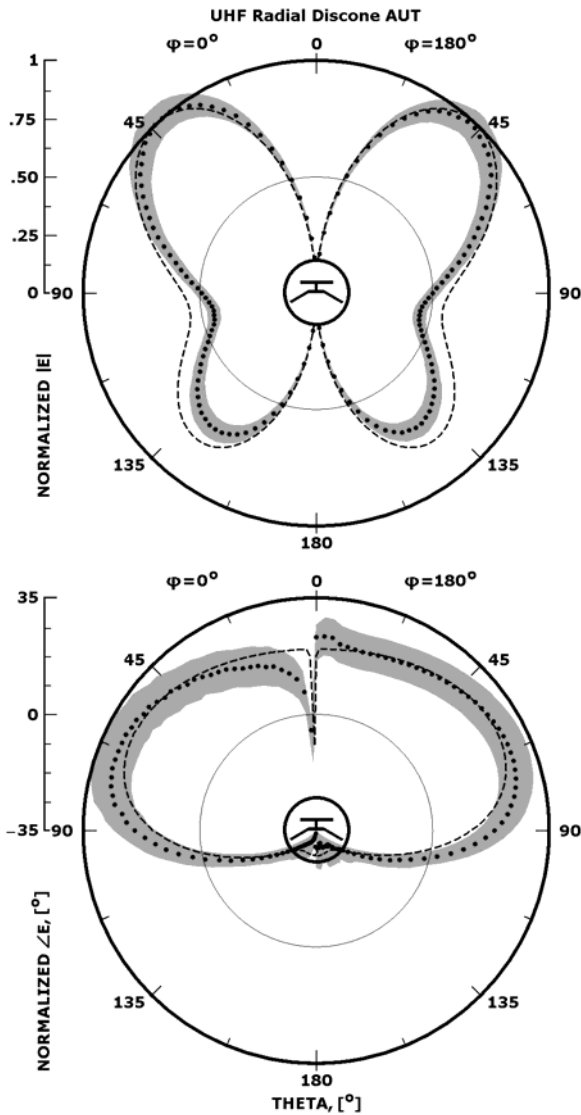 UHF Radial Discone AUT
φ=0° 0 φ=180°
1
.75
45 45
.50
.25
0 90 90
NORMALIZED |E|
135 135
180
φ=0° 0 φ=180°
35
45 45
0
-35 90 90
NORMALIZED ∠E, [°]
135 135
180
THETA, [°]